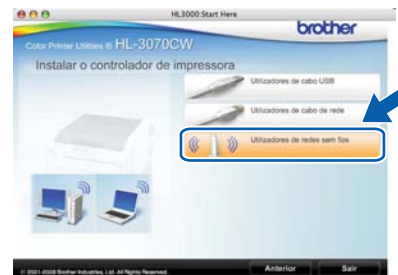 HL3000 Start Here
brother
Color Printer Utilities © HL-3070CW
Instalar o controlador de impressora
Utilizadores de cabo USB
Utilizadores de cabo de rede
Utilizadores de redes sem fios
© 2001-2008 Brother Industries, Ltd. All Rights Reserved.
Anterior
Sair